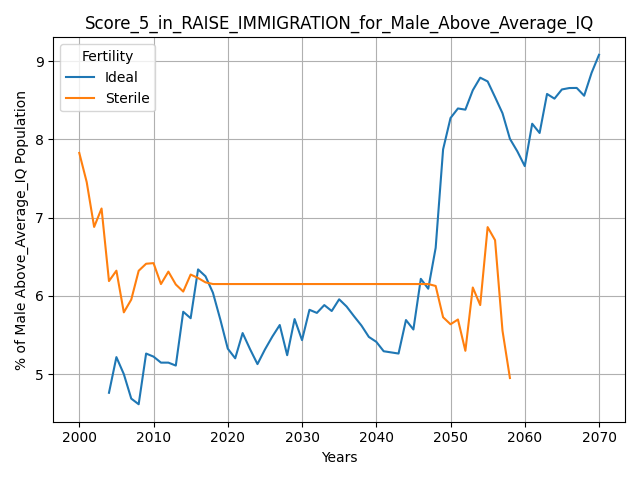 Score_5_in_RAISE_IMMIGRATION_for_Male_Above_Average_IQ
Fertility
Ideal
Sterile
% of Male Above_Average_IQ Population
9
8
7
6
5
2000 2010 2020 2030 2040 2050 2060 2070
Years